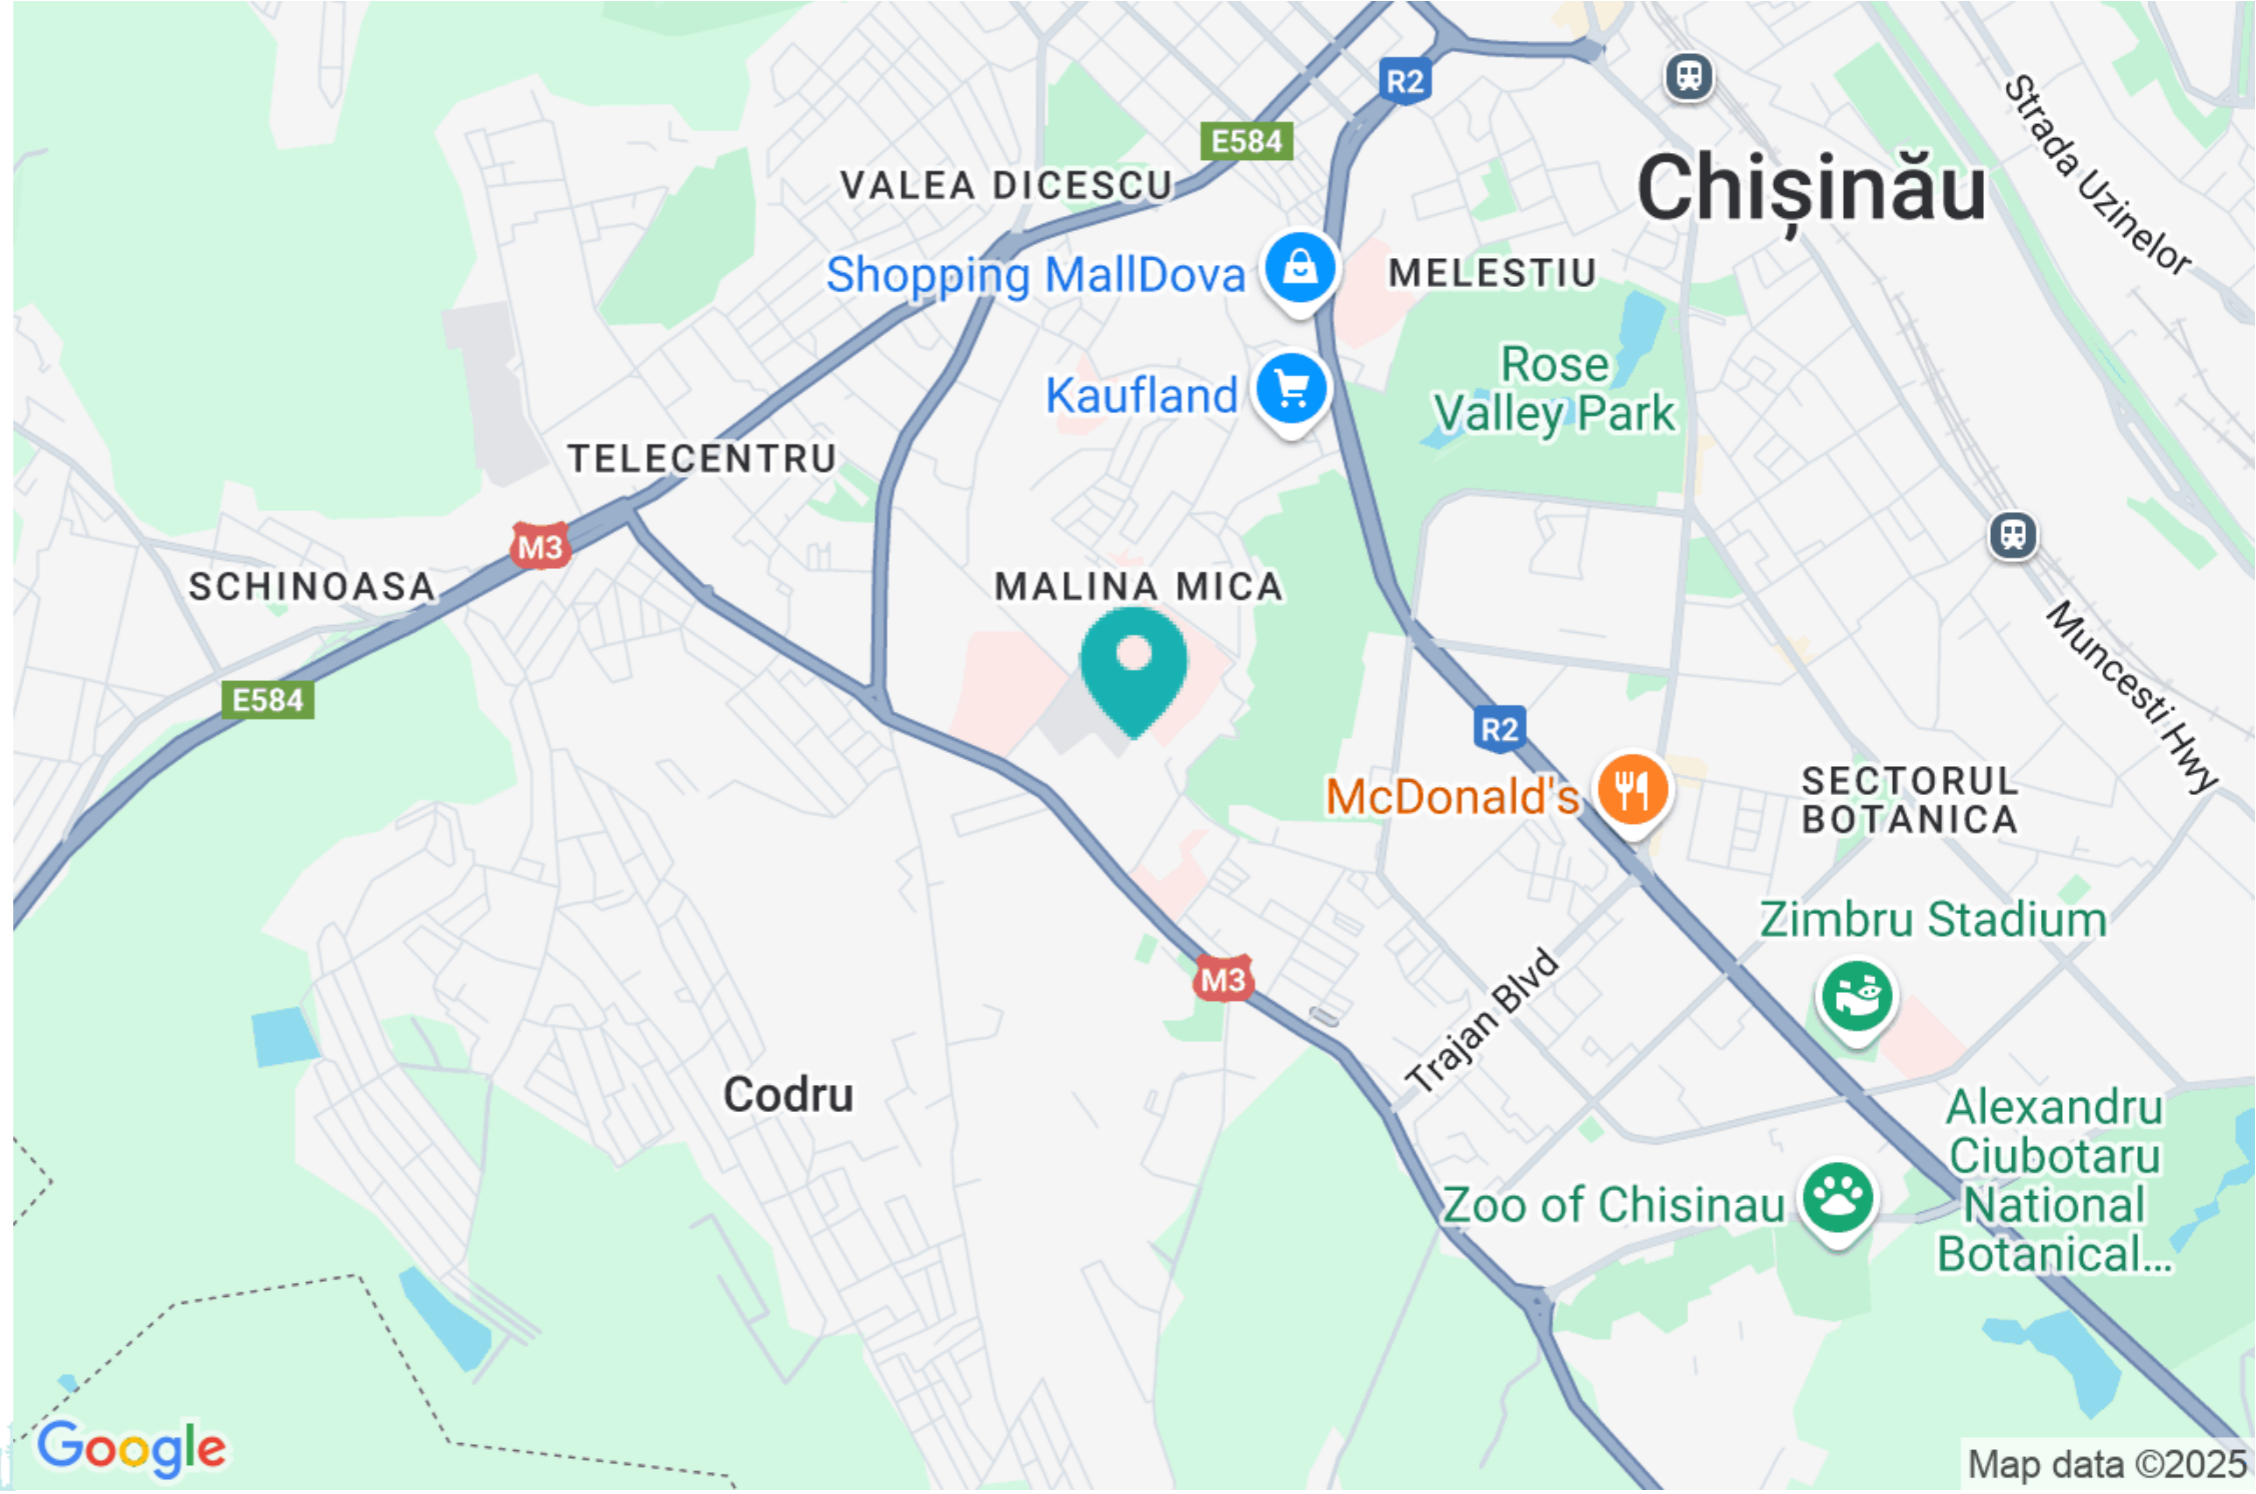 R2
Strada Uzinelor
E584
VALEA DICESCU
Chișinău
Shopping MallDova
MELESTIU
Rose
Valley Park
Kaufland
TELECENTRU
M3
SCHINOASA
MALINA MICA
Muncesti Hwy
E584
R2
McDonald's
SECTORUL
BOTANICA
Zimbru Stadium
M3
Trajan Blvd
Codru
Alexandru
Ciubotaru
National
Botanical...
Zoo of Chisinau
Google
Map data ©2025